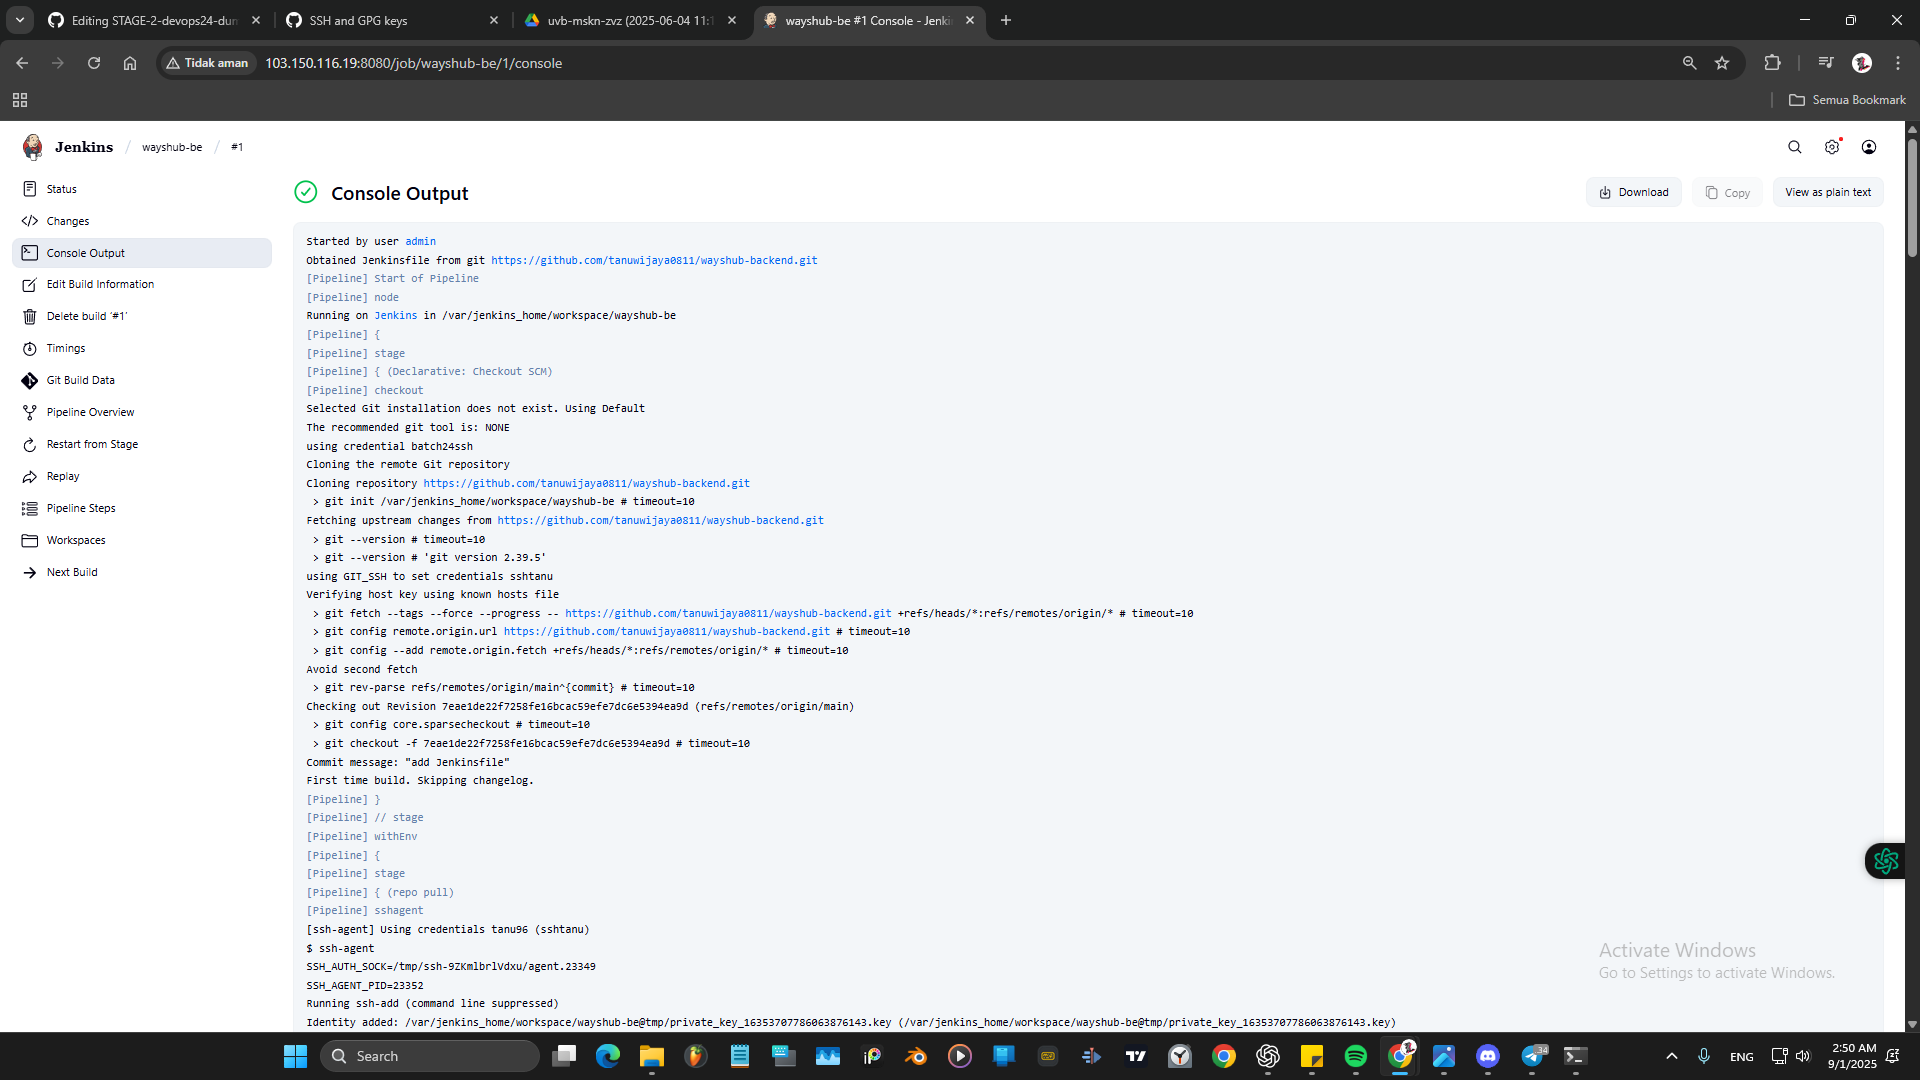 Editing STAGE-2-devops24-dum
SSH and GPG keys
uvb-mskn-zvz (2025-06-04 11:1
wayshub-be #1 Console - Jenki
Tidak aman
103.150.116.19:8080/job/wayshub-be/1/console
Semua Bookmark
Jenkins / wayshub-be / #1
Status
Changes
Console Output
Edit Build Information
Delete build ‘#1’
Timings
Git Build Data
Pipeline Overview
Restart from Stage
Replay
Pipeline Steps
Workspaces
Next Build
Console Output
Download
Copy
View as plain text
Started by user admin
Obtained Jenkinsfile from git https://github.com/tanuwijaya0811/wayshub-backend.git
[Pipeline] Start of Pipeline
[Pipeline] node
Running on Jenkins in /var/jenkins_home/workspace/wayshub-be
[Pipeline] {
[Pipeline] stage
[Pipeline] { (Declarative: Checkout SCM)
[Pipeline] checkout
Selected Git installation does not exist. Using Default
The recommended git tool is: NONE
using credential batch24ssh
Cloning the remote Git repository
Cloning repository https://github.com/tanuwijaya0811/wayshub-backend.git
> git init /var/jenkins_home/workspace/wayshub-be # timeout=10
Fetching upstream changes from https://github.com/tanuwijaya0811/wayshub-backend.git
> git --version # timeout=10
> git --version # 'git version 2.39.5'
using GIT_SSH to set credentials sshtanu
Verifying host key using known hosts file
> git fetch --tags --force --progress -- https://github.com/tanuwijaya0811/wayshub-backend.git +refs/heads/*:refs/remotes/origin/* # timeout=10
> git config remote.origin.url https://github.com/tanuwijaya0811/wayshub-backend.git # timeout=10
> git config --add remote.origin.fetch +refs/heads/*:refs/remotes/origin/* # timeout=10
Avoid second fetch
> git rev-parse refs/remotes/origin/main^{commit} # timeout=10
Checking out Revision 7eae1de22f7258fe16bcac59efe7dc6e5394ea9d (refs/remotes/origin/main)
> git config core.sparsecheckout # timeout=10
> git checkout -f 7eae1de22f7258fe16bcac59efe7dc6e5394ea9d # timeout=10
Commit message: "add Jenkinsfile"
First time build. Skipping changelog.
[Pipeline] }
[Pipeline] // stage
[Pipeline] withEnv
[Pipeline] {
[Pipeline] stage
[Pipeline] { (repo pull)
[Pipeline] sshagent
[ssh-agent] Using credentials tanu96 (sshtanu)
$ ssh-agent
SSH_AUTH_SOCK=/tmp/ssh-9ZKmlbrlVdxu/agent.23349
SSH_AGENT_PID=23352
Running ssh-add (command line suppressed)
Identity added: /var/jenkins_home/workspace/wayshub-be@tmp/private_key_16353707786063876143.key (/var/jenkins_home/workspace/wayshub-be@tmp/private_key_16353707786063876143.key)
Activate Windows
Go to Settings to activate Windows.
Search
34
ENG
2:50 AM
9/1/2025